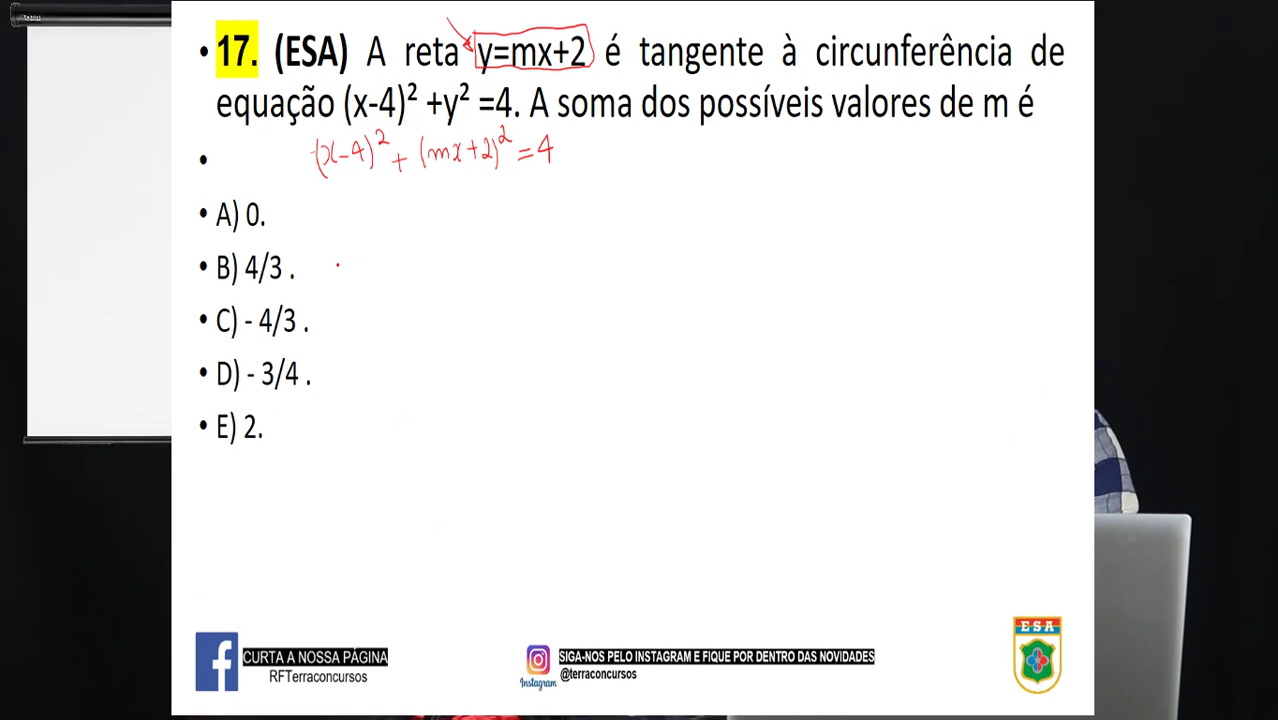 • 17. (ESA) A reta y=mx+2 é tangente à circunferência de
equação (x-4)² +y² =4. A soma dos possíveis valores de m é
• (x-4)² + (mx+2)² = 4
• A) 0.
• B) 4/3 .
• C) - 4/3 .
• D) - 3/4 .
• E) 2.
CURTA A NOSSA PÁGINA
RFTerraconcursos
Instagram
SIGA-NOS PELO INSTAGRAM E FIQUE POR DENTRO DAS NOVIDADES
@terraconcursos
ESA